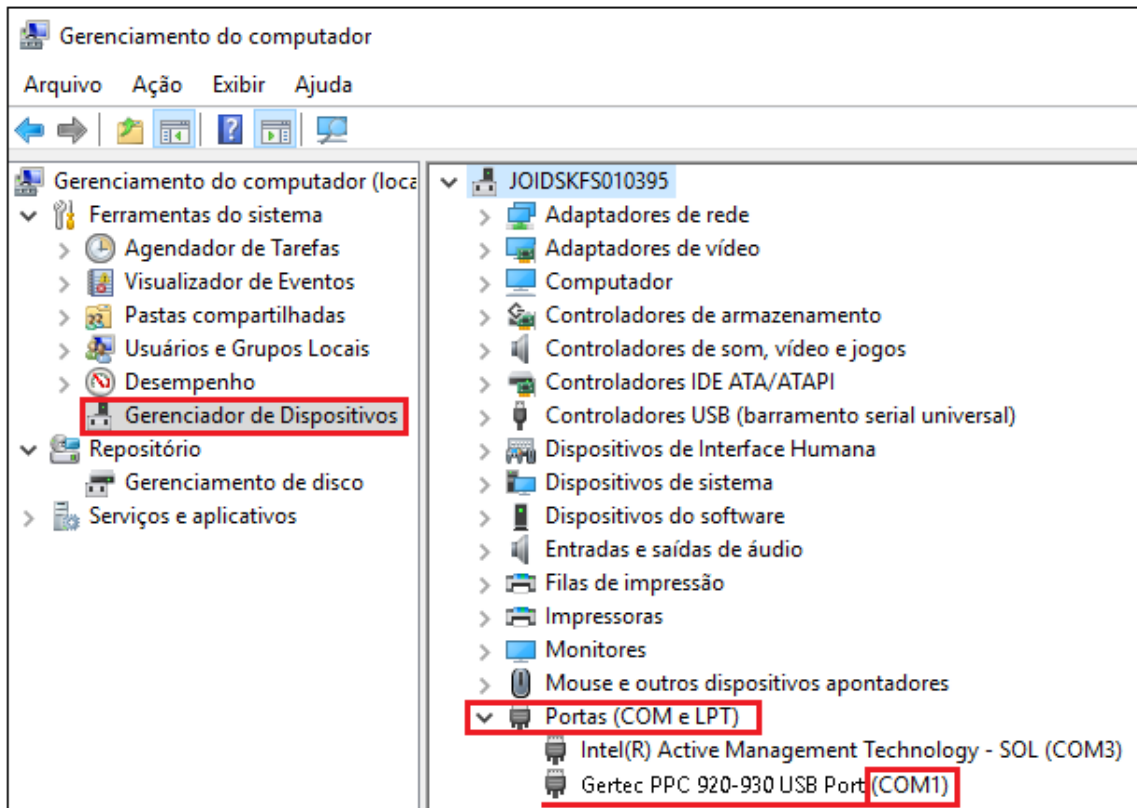 Gerenciamento do computador
Arquivo Ação Exibir Ajuda
Gerenciamento do computador (loca
Ferramentas do sistema
Agendador de Tarefas
Visualizador de Eventos
Pastas compartilhadas
Usuários e Grupos Locais
Desempenho
Gerenciador de Dispositivos
Repositório
Gerenciamento de disco
Serviços e aplicativos
JOIDSKFS010395
Adaptadores de rede
Adaptadores de vídeo
Computador
Controladores de armazenamento
Controladores de som, vídeo e jogos
Controladores IDE ATA/ATAPI
Controladores USB (barramento serial universal)
Dispositivos de Interface Humana
Dispositivos de sistema
Dispositivos do software
Entradas e saídas de áudio
Filas de impressão
Impressoras
Monitores
Mouse e outros dispositivos apontadores
Portas (COM e LPT)
Intel(R) Active Management Technology - SOL (COM3)
Gertec PPC 920-930 USB Port (COM1)